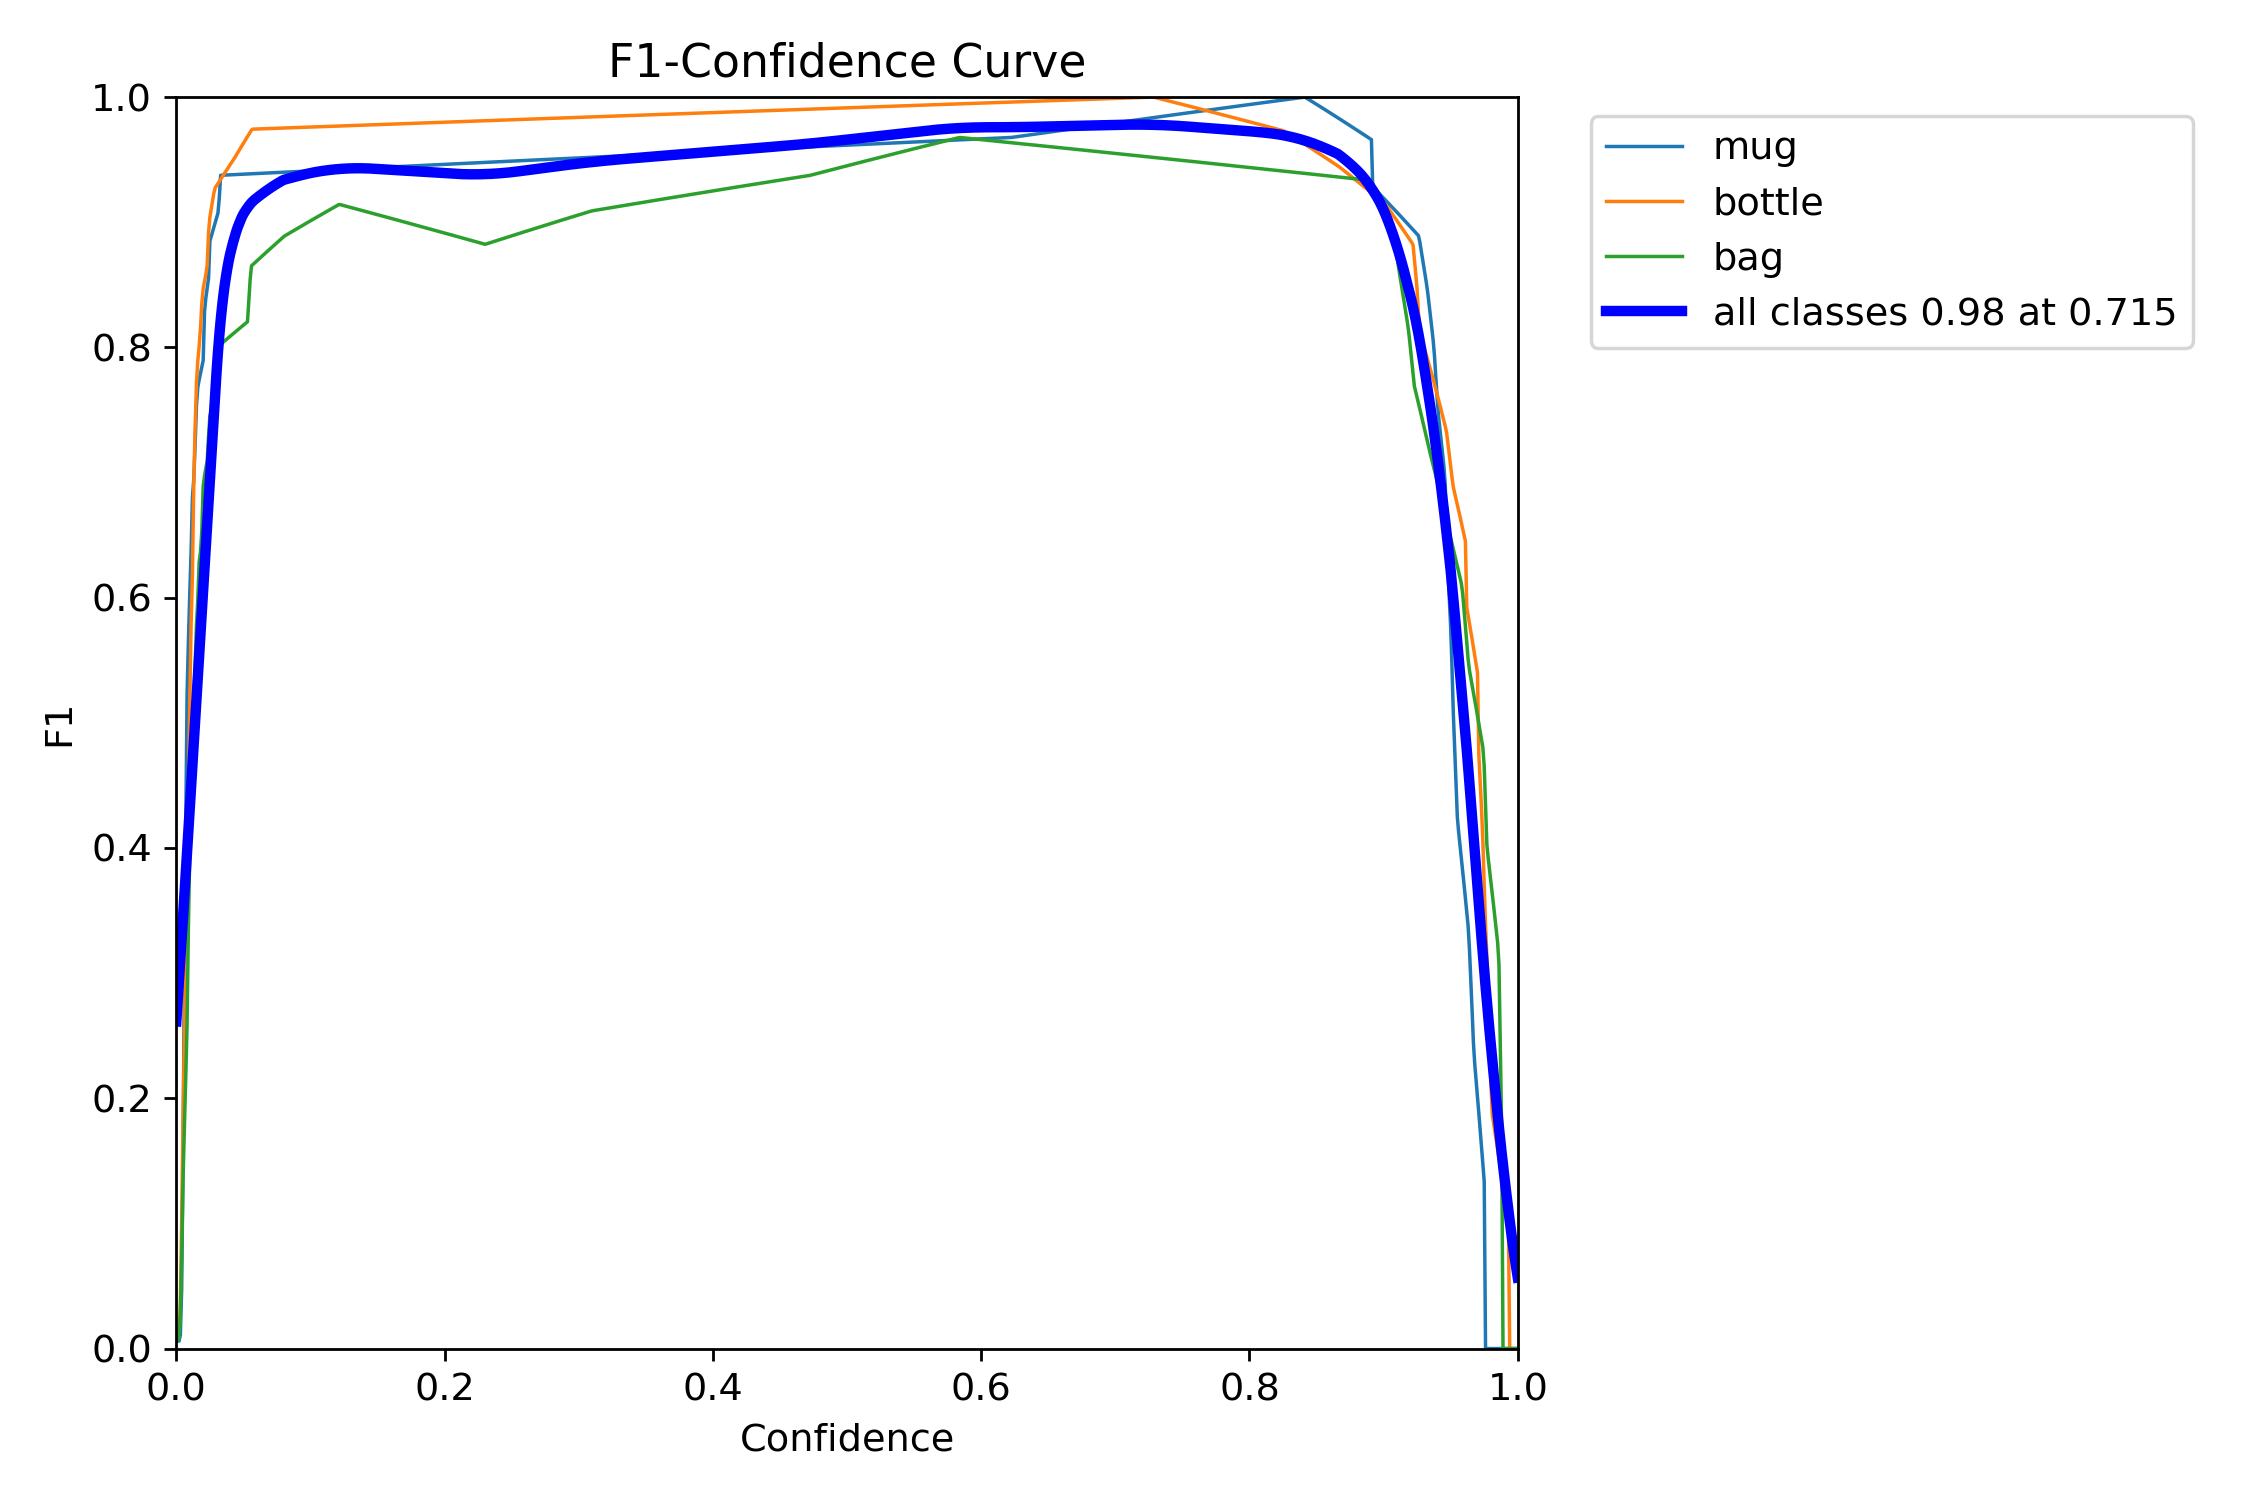 F1-Confidence Curve
1.0
0.8
0.6
0.4
0.2
0.0
F1
0.0 0.2 0.4 0.6 0.8 1.0
Confidence
mug
bottle
bag
all classes 0.98 at 0.715